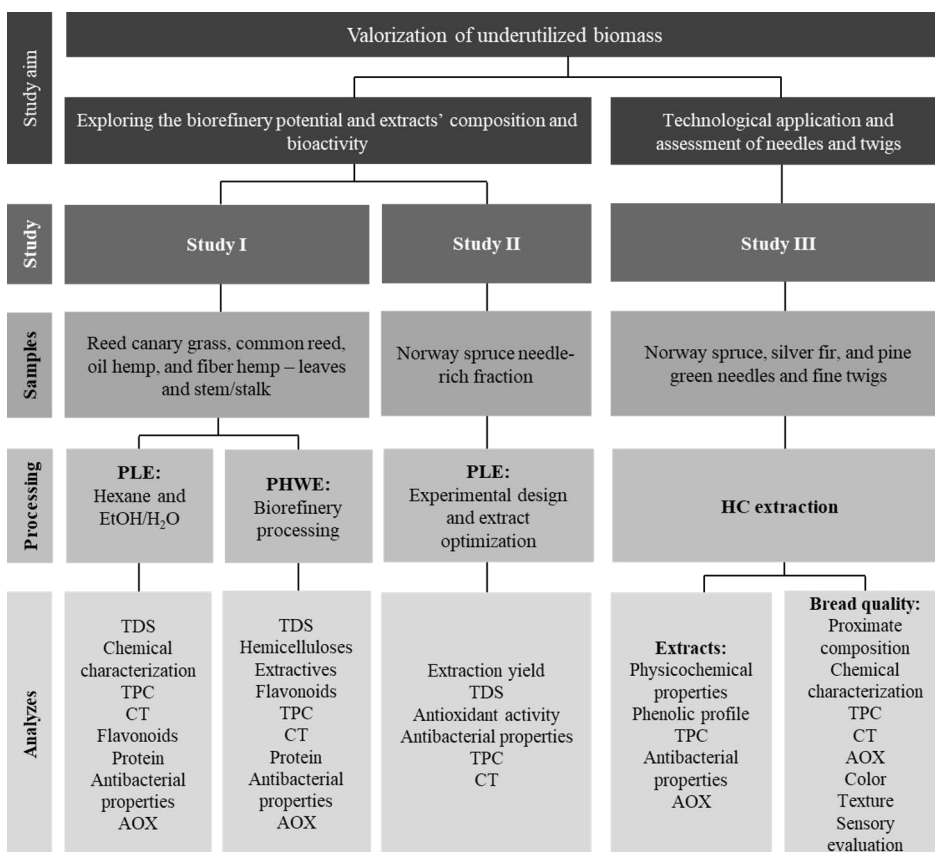 Study aim
Valorization of underutilized biomass
Exploring the biorefinery potential and extracts' composition and
bioactivity
Technological application and
assessment of needles and twigs
Study
Study I
Study II
Study III
Samples
Reed canary grass, common reed,
oil hemp, and fiber hemp – leaves
and stem/stalk
Norway spruce needle-
rich fraction
Norway spruce, silver fir, and pine
green needles and fine twigs
Processing
PLE:
Hexane and
EtOH/H₂O
PHWE:
Biorefinery
processing
PLE:
Experimental design
and extract
optimization
HC extraction
Analyzes
TDS
Chemical
characterization
TPC
CT
Flavonoids
Protein
Antibacterial
properties
AOX
TDS
Hemicelluloses
Extractives
Flavonoids
TPC
CT
Protein
Antibacterial
properties
AOX
Extraction yield
TDS
Antioxidant activity
Antibacterial properties
TPC
CT
Extracts:
Physicochemical
properties
Phenolic profile
TPC
Antibacterial
properties
AOX
Bread quality:
Proximate
composition
Chemical
characterization
TPC
CT
AOX
Color
Texture
Sensory
evaluation